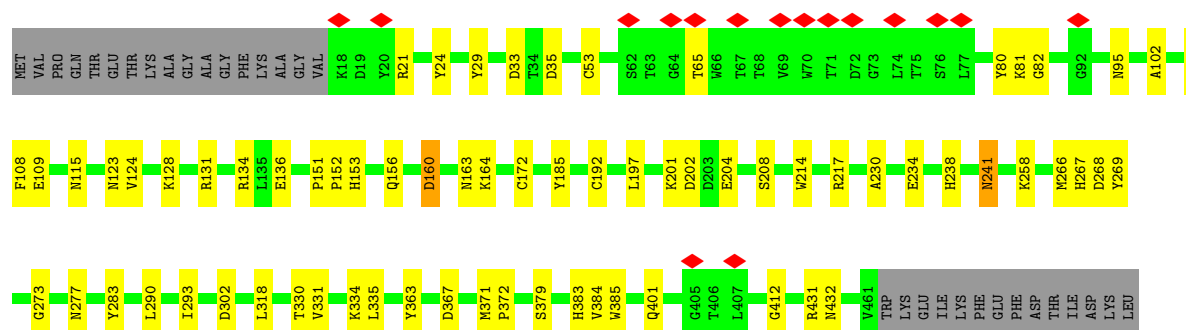 MET VAL PRO GLN THR GLU THR LYS ALA GLY ALA GLY PHE LYS ALA GLY VAL K18 D19 Y20 R21 Y24 Y29 D33 T34 D35 C53 S62 T63 G64 T65 W66 T67 T68 V69 W70 T71 D72 G73 L74 T75 S76 L77 Y80 K81 G82 G92 N95 A102
F108 E109 N115 N123 V124 K128 R131 R134 L135 E136 P151 P152 H153 Q156 D160 N163 K164 C172 Y185 C192 L197 K201 D202 D203 E204 S208 W214 R217 A230 E234 H238 N241 K258 M266 H267 D268 Y269
G273 N277 Y283 L290 I293 D302 L318 T330 V331 K334 L335 Y363 D367 M371 P372 S379 H383 V384 W385 Q401 G405 T406 L407 G412 R431 N432 V461 TRP LYS GLU ILE LYS PHE GLU PHE ASP THR ILE ASP LYS LEU